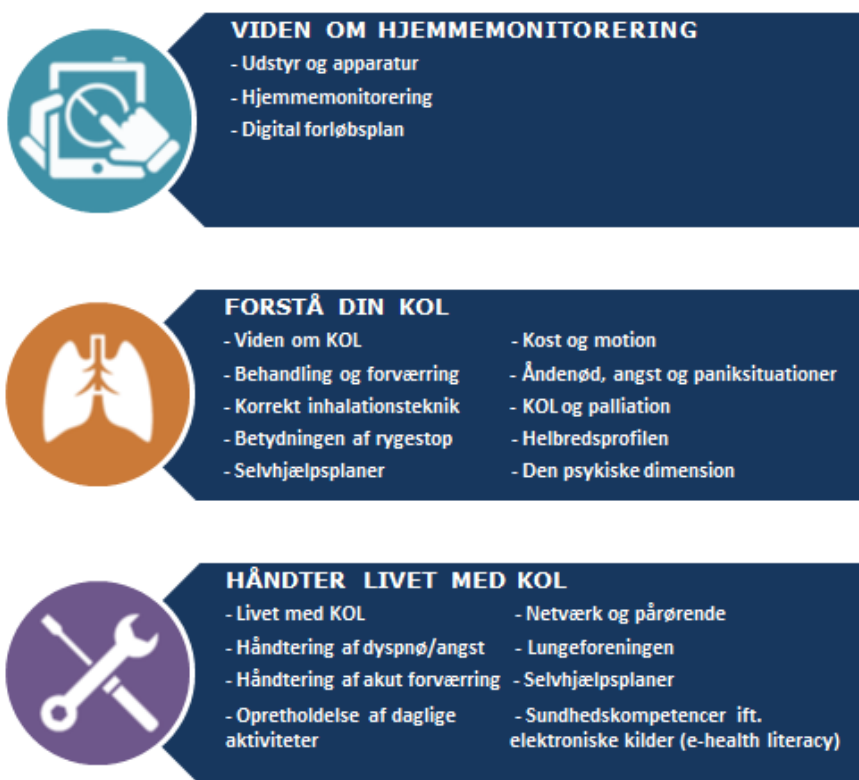 VIDEN OM HJEMMEMONITORERING
- Udstyr og apparatur
- Hjemmemonitorering
- Digital forløbsplan
FORSTÅ DIN KOL
- Viden om KOL
- Behandling og forværring
- Korrekt inhalationsteknik
- Betydningen af rygestop
- Selvhjælpsplaner
- Kost og motion
- Åndenød, angst og paniksituationer
- KOL og palliation
- Helbredsprofilen
- Den psykiske dimension
HÅNDTER LIVET MED KOL
- Livet med KOL
- Håndtering af dyspnø/angst
- Håndtering af akut forværring
- Opretholdelse af daglige
aktiviteter
- Netværk og pårørende
- Lungeforeningen
- Selvhjælpsplaner
- Sundhedskompetencer ift.
elektroniske kilder (e-health literacy)